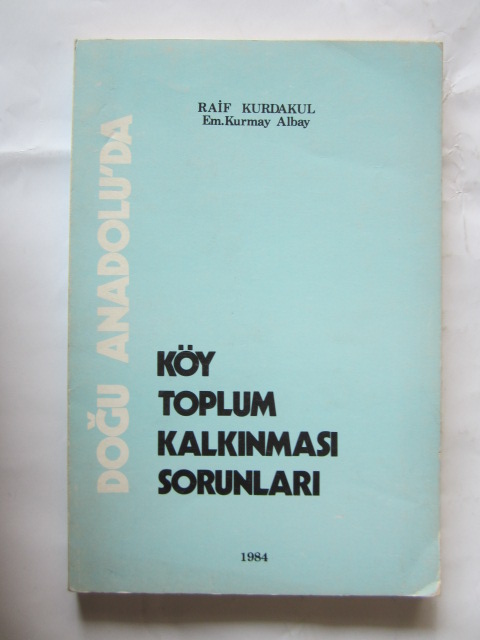 RAİF KURDAKUL
Em.Kurmay Albay
DOĞU ANADOLU'DA
KÖY
TOPLUM
KALKINMASI
SORUNLARI
1984